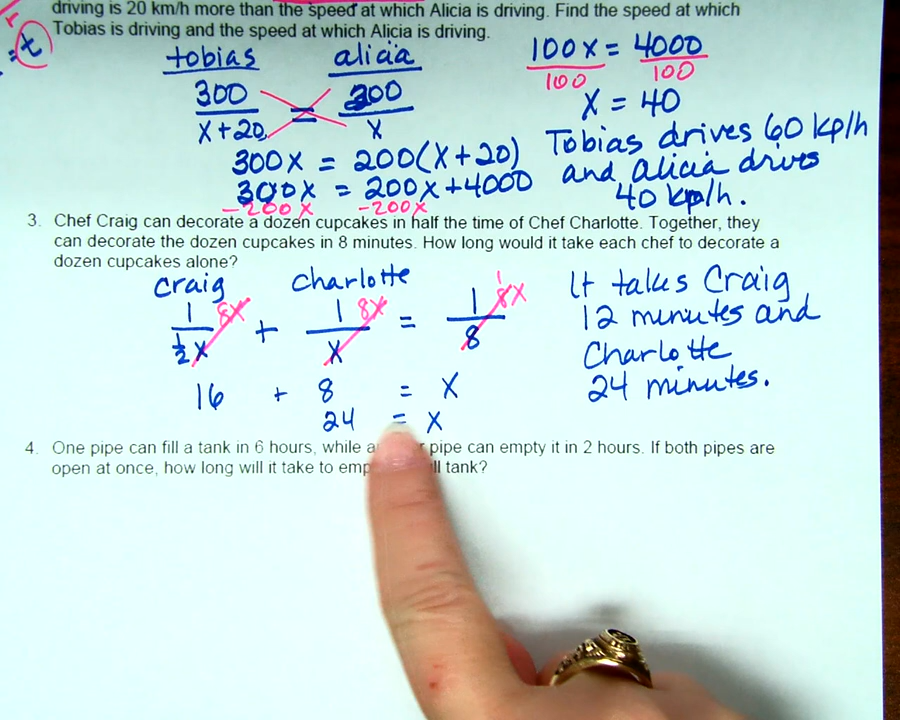 driving is 20 km/h more than the speed at which Alicia is driving. Find the speed at which
Tobias is driving and the speed at which Alicia is driving.
= t
tobias alicia
300 / x+20 = 200 / x
300x = 200(x+20)
300x = 200x+4000
-200x -200x
100x = 4000
100 100
x = 40
Tobias drives 60 kp/h
and alicia drives
40 kp/h.
3. Chef Craig can decorate a dozen cupcakes in half the time of Chef Charlotte. Together, they
can decorate the dozen cupcakes in 8 minutes. How long would it take each chef to decorate a
dozen cupcakes alone?
craig charlotte
1 / ½x 8x + 1 / x 8x = 1 / 8 8x
1
16 + 8 = x
24 = x
It takes Craig
12 minutes and
Charlotte
24 minutes.
4. One pipe can fill a tank in 6 hours, while pipe can empty it in 2 hours. If both pipes are
open at once, how long will it take to tank?